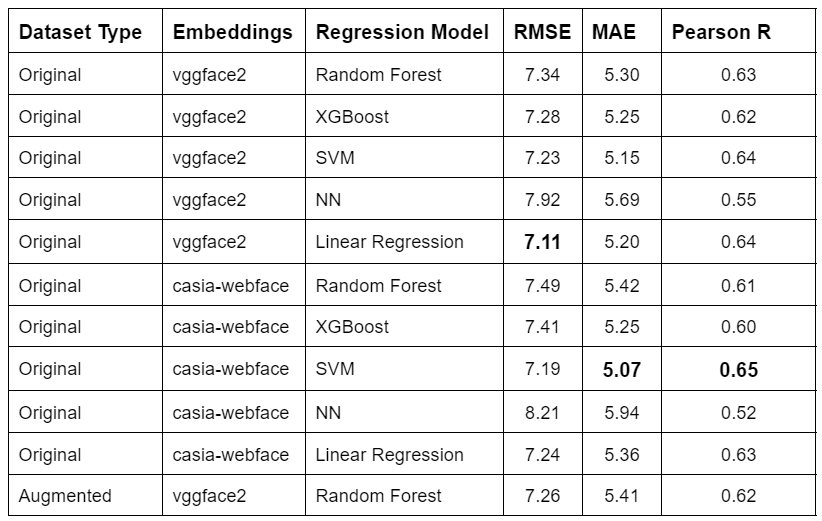 Dataset Type Embeddings Regression Model RMSE MAE Pearson R
Original vggface2 Random Forest 7.34 5.30 0.63
Original vggface2 XGBoost 7.28 5.25 0.62
Original vggface2 SVM 7.23 5.15 0.64
Original vggface2 NN 7.92 5.69 0.55
Original vggface2 Linear Regression 7.11 5.20 0.64
Original casia-webface Random Forest 7.49 5.42 0.61
Original casia-webface XGBoost 7.41 5.25 0.60
Original casia-webface SVM 7.19 5.07 0.65
Original casia-webface NN 8.21 5.94 0.52
Original casia-webface Linear Regression 7.24 5.36 0.63
Augmented vggface2 Random Forest 7.26 5.41 0.62